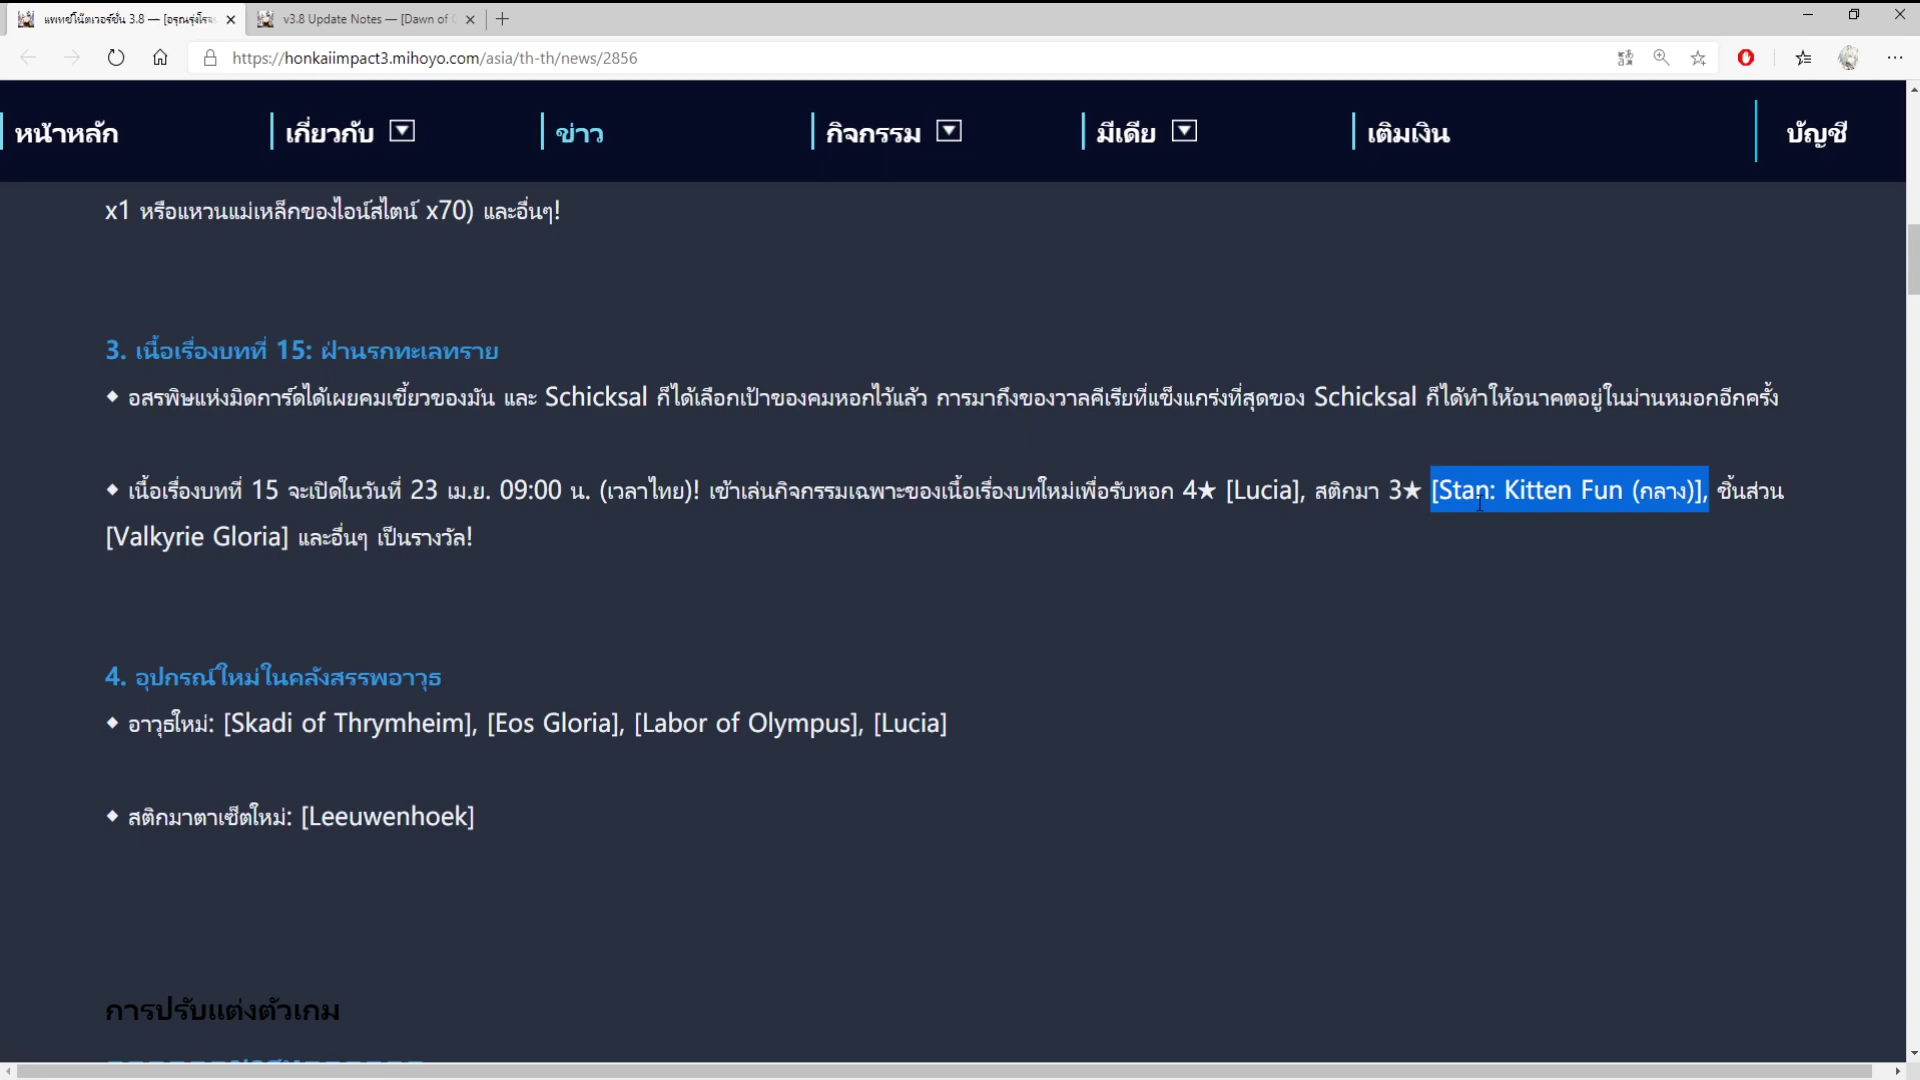 แพทช์โน๊ตเวอร์ชั่น 3.8 — [อรุณรุ่งโรจ
v3.8 Update Notes — [Dawn of
https://honkaiimpact3.mihoyo.com/asia/th-th/news/2856
หน้าหลัก เกี่ยวกับ ข่าว กิจกรรม มีเดีย เติมเงิน บัญชี
x1 หรือแหวนแม่เหล็กของไอน์สไตน์ x70) และอื่นๆ!
3. เนื้อเรื่องบทที่ 15: ฝ่านรกทะเลทราย
◆ อสรพิษแห่งมิดการ์ดได้เผยคมเขี้ยวของมัน และ Schicksal ก็ได้เลือกเป้าของคมหอกไว้แล้ว การมาถึงของวาลคีเรียที่แข็งแกร่งที่สุดของ Schicksal ก็ได้ทำให้อนาคตอยู่ในม่านหมอกอีกครั้ง
◆ เนื้อเรื่องบทที่ 15 จะเปิดในวันที่ 23 เม.ย. 09:00 น. (เวลาไทย)! เข้าเล่นกิจกรรมเฉพาะของเนื้อเรื่องบทใหม่เพื่อรับหอก 4★ [Lucia], สติกมา 3★ [Stan: Kitten Fun (กลาง)], ชิ้นส่วน
[Valkyrie Gloria] และอื่นๆ เป็นรางวัล!
4. อุปกรณ์ใหม่ในคลังสรรพอาวุธ
◆ อาวุธใหม่: [Skadi of Thrymheim], [Eos Gloria], [Labor of Olympus], [Lucia]
◆ สติกมาตาเซ็ตใหม่: [Leeuwenhoek]
การปรับแต่งตัวเกม